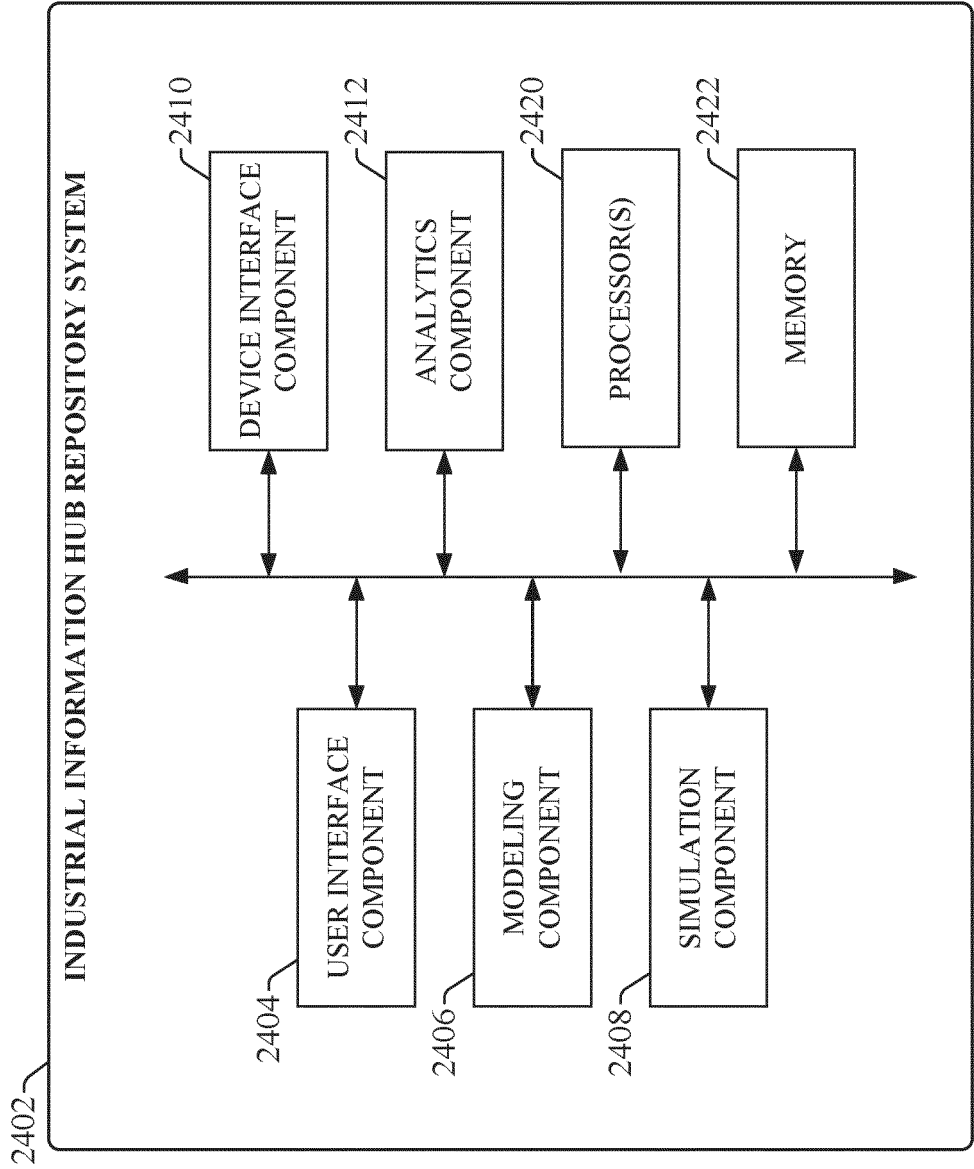 2402
INDUSTRIAL INFORMATION HUB REPOSITORY SYSTEM
2404
USER INTERFACE
COMPONENT
2406
MODELING
COMPONENT
2408
SIMULATION
COMPONENT
2410
DEVICE INTERFACE
COMPONENT
2412
ANALYTICS
COMPONENT
2420
PROCESSOR(S)
2422
MEMORY